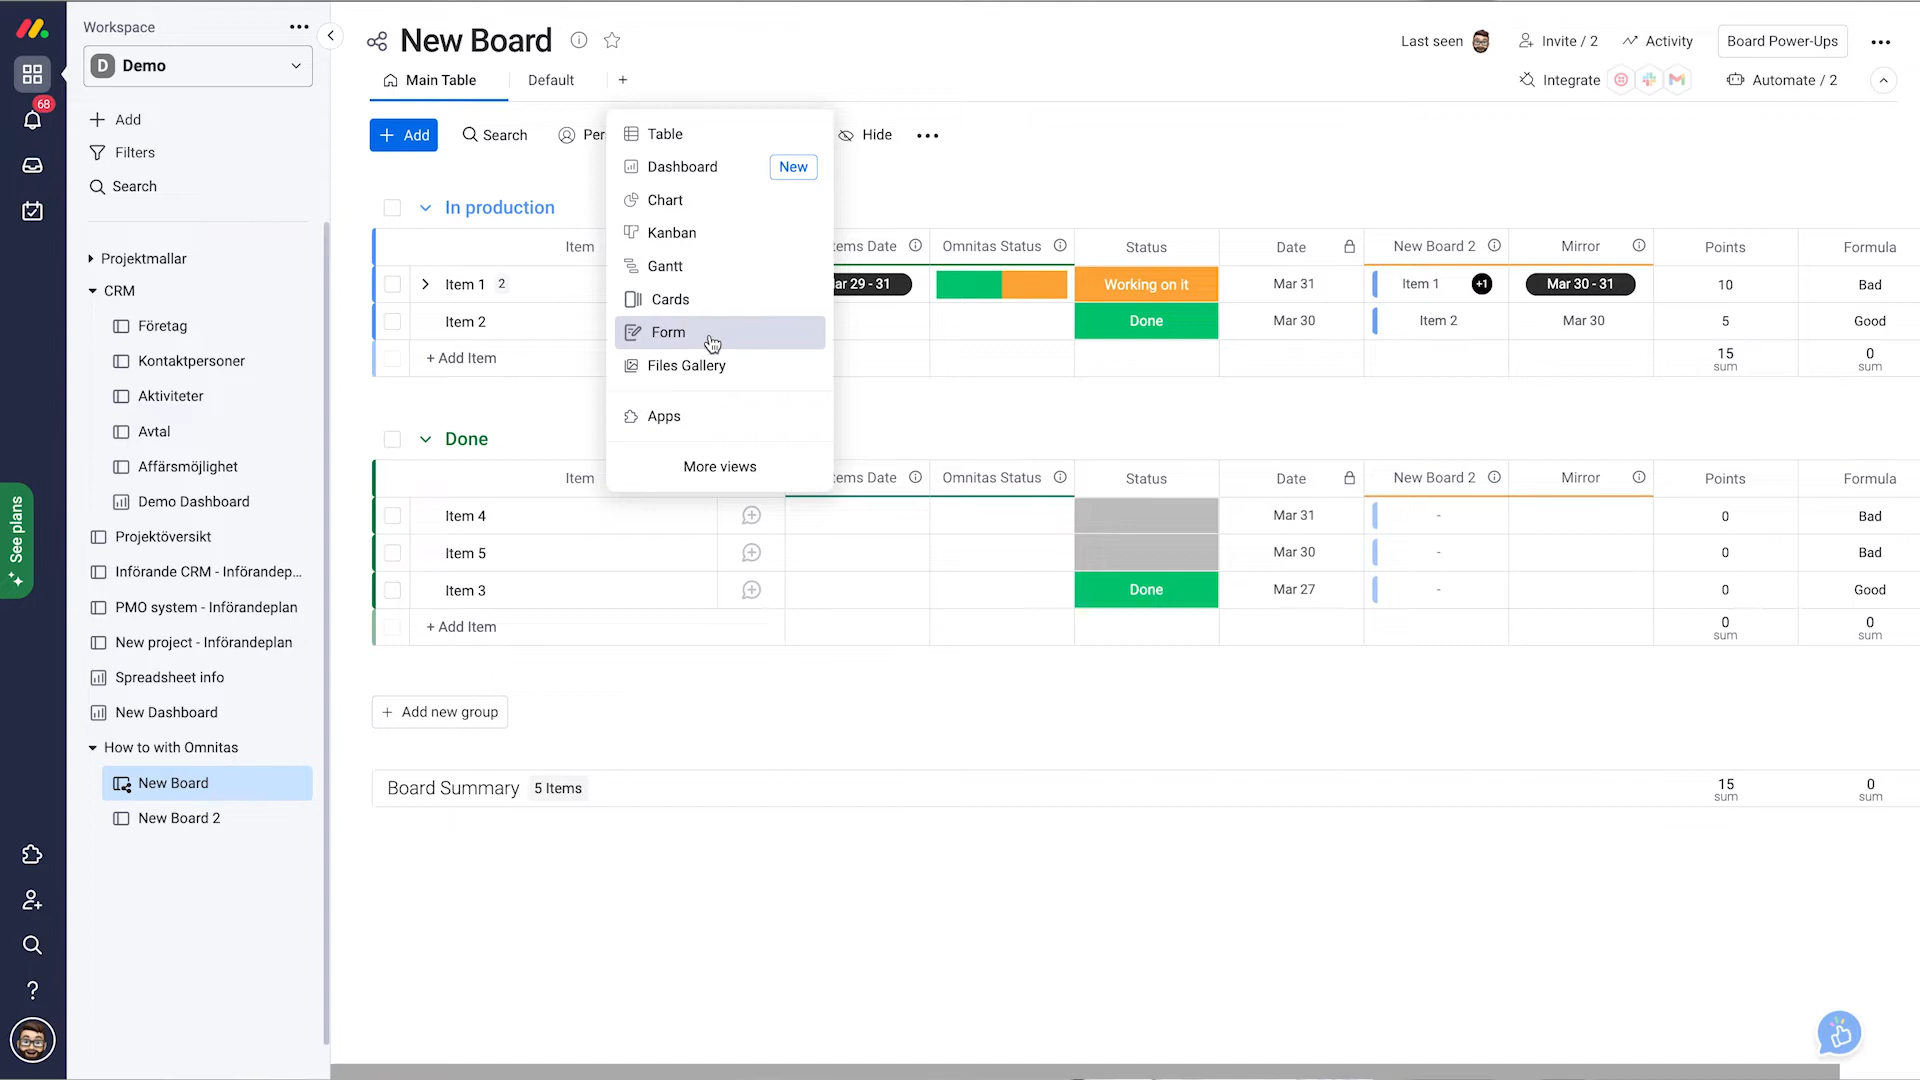 Workspace
D Demo
68
Add
Filters
Search
Projektmallar
CRM
Företag
Kontaktpersoner
Aktiviteter
Avtal
Affärsmöjlighet
Demo Dashboard
Projektöversikt
Införande CRM - Införandep...
PMO system - Införandeplan
New project - Införandeplan
Spreadsheet info
New Dashboard
How to with Omnitas
New Board
New Board 2
See plans
New Board
Last seen
Invite / 2
Activity
Board Power-Ups
Main Table
Default
+
Integrate
Automate / 2
+ Add
Search
Per
Hide
Table
Dashboard New
Chart
Kanban
Gantt
Cards
Form
Files Gallery
Apps
More views
In production
Item
ems Date
Omnitas Status
Status
Date
New Board 2
Mirror
Points
Formula
Item 1 2
ar 29 - 31
Working on it
Mar 31
Item 1 +1
Mar 30 - 31
10
Bad
Item 2
Done
Mar 30
Item 2
Mar 30
5
Good
+ Add Item
15
sum
0
sum
Done
Item
ems Date
Omnitas Status
Status
Date
New Board 2
Mirror
Points
Formula
Item 4
Mar 31
-
0
Bad
Item 5
Mar 30
-
0
Bad
Item 3
Done
Mar 27
-
0
Good
+ Add Item
0
sum
0
sum
+ Add new group
Board Summary 5 Items
15
sum
0
sum